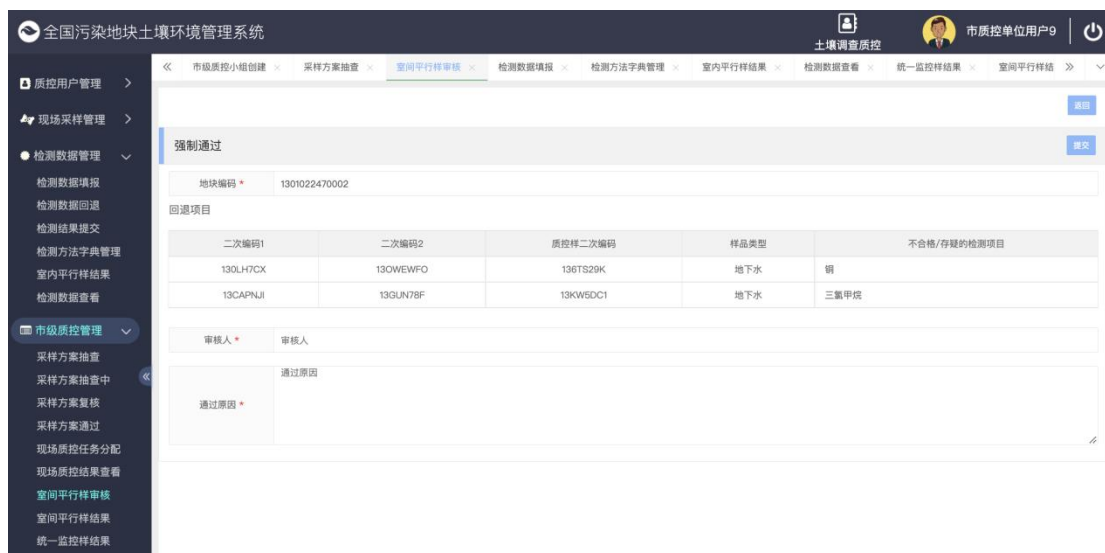 全国污染地块土壤环境管理系统
土壤调查质控
市质控单位用户9
市级质控小组创建 采样方案抽查 室间平行样审核 检测数据填报 检测方法字典管理 室内平行样结果 检测数据查看 统一监控样结果 室间平行样结
质控用户管理
现场采样管理
检测数据管理
检测数据填报
检测数据回退
检测结果提交
检测方法字典管理
室内平行样结果
检测数据查看
市级质控管理
采样方案抽查
采样方案抽查中
采样方案复核
采样方案通过
现场质控任务分配
现场质控结果查看
室间平行样审核
室间平行样结果
统一监控样结果
退回
强制通过 提交
地块编码 * 1301022470002
回退项目
二次编码1 二次编码2 质控样二次编码 样品类型 不合格/存疑的检测项目
130LH7CX 13OWEWFO 136TS29K 地下水 铜
13CAPNJI 13GUN78F 13KW5DC1 地下水 三氯甲烷
审核人 * 审核人
通过原因 * 通过原因